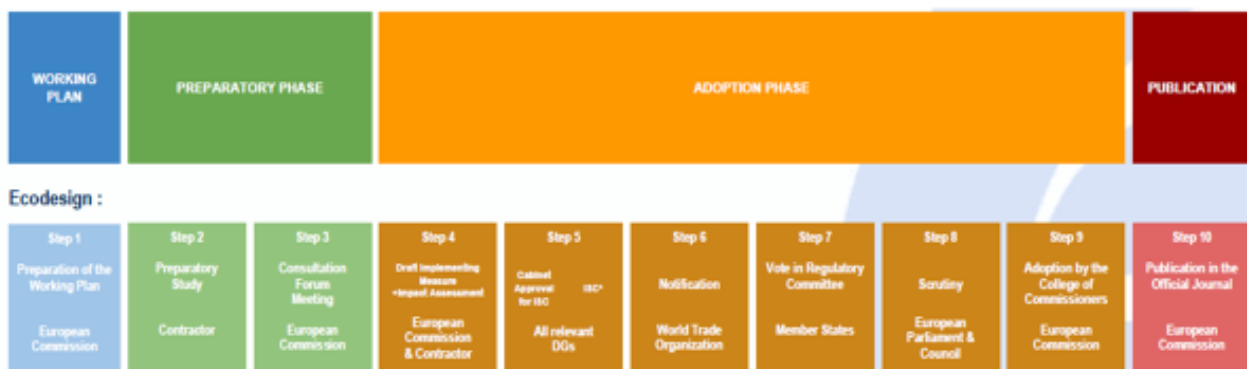 WORKING
PLAN
PREPARATORY PHASE
ADOPTION PHASE
PUBLICATION
Ecodesign :
Step 1
Preparation of the
Working Plan
European
Commission
Step 2
Preparatory
Study
Contractor
Step 3
Consultation
Forum
Meeting
European
Commission
Step 4
Draft Implementing
Measure
+Impact Assessment
European
Commission
& Contractor
Step 5
Cabinet
Approval
for ISC
ISC*
All relevant
DGs
Step 6
Notification
World Trade
Organization
Step 7
Vote in Regulatory
Committee
Member States
Step 8
Scrutiny
European
Parliament &
Council
Step 9
Adoption by the
College of
Commissioners
European
Commission
Step 10
Publication in the
Official Journal
European
Commission